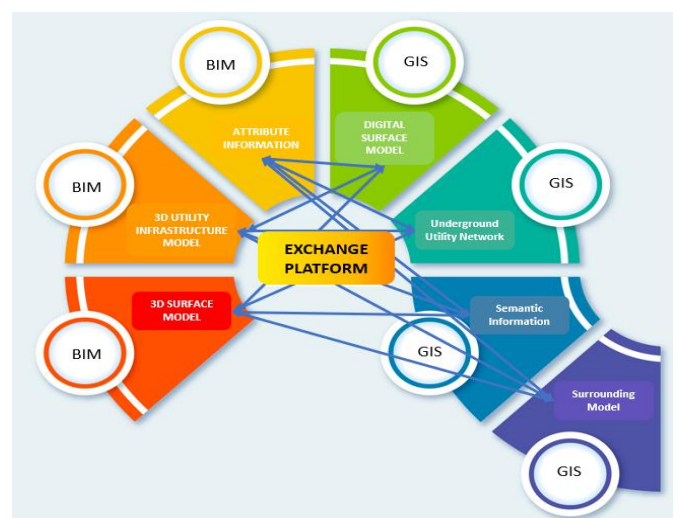 BIM
GIS
ATTRIBUTE
INFORMATION
DIGITAL
SURFACE
MODEL
BIM
GIS
3D UTILITY
INFRASTRUCTURE
MODEL
Underground
Utility Network
EXCHANGE
PLATFORM
3D SURFACE
MODEL
Semantic
Information
BIM
GIS
Surrounding
Model
GIS